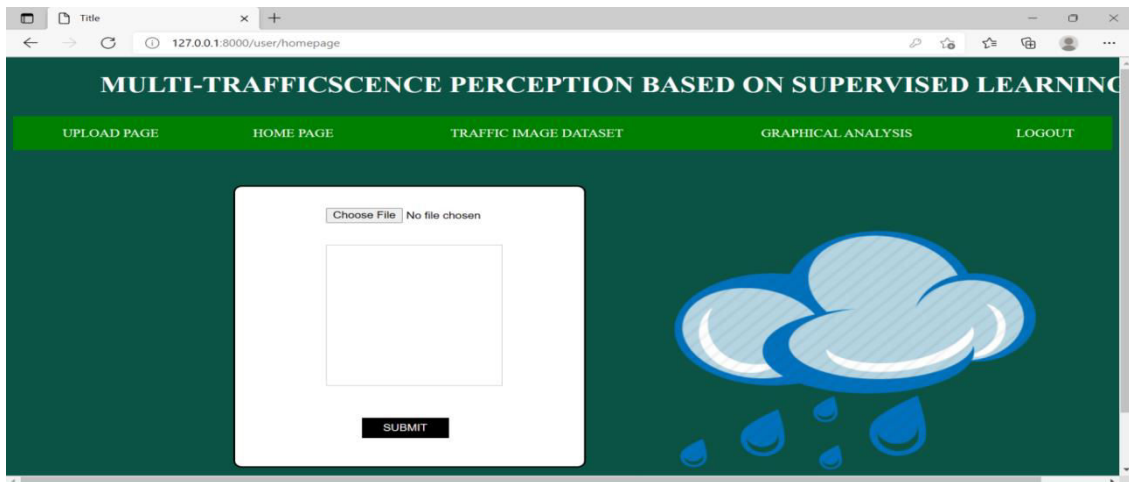 Title
127.0.0.1:8000/user/homepage
MULTI-TRAFFICSCENCE PERCEPTION BASED ON SUPERVISED LEARNING
UPLOAD PAGE HOME PAGE TRAFFIC IMAGE DATASET GRAPHICAL ANALYSIS LOGOUT
Choose File No file chosen
SUBMIT